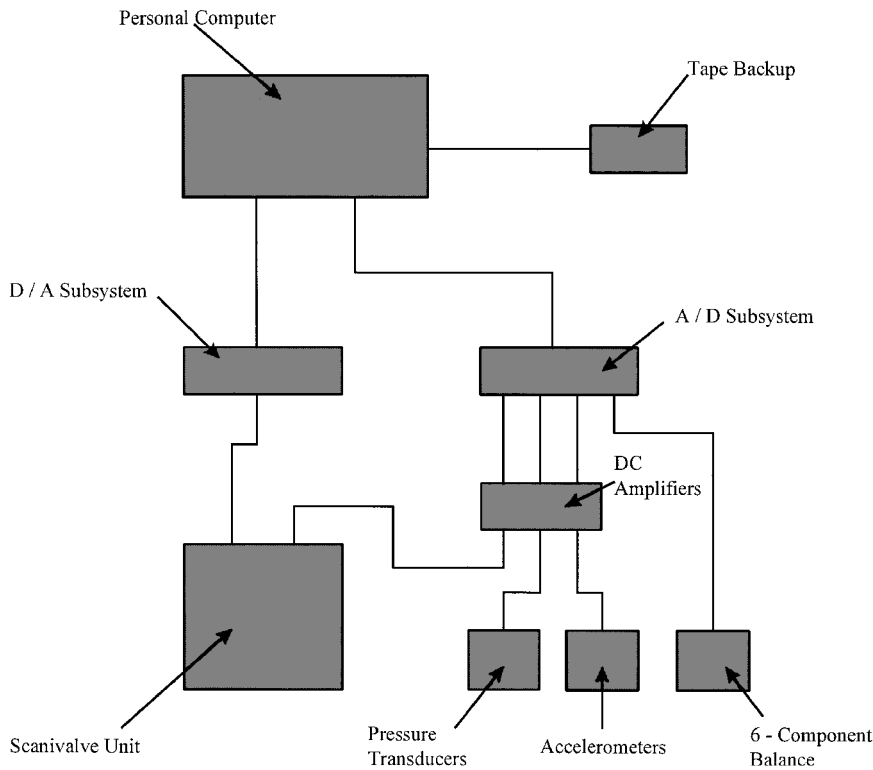 Personal Computer
Tape Backup
D / A Subsystem
A / D Subsystem
DC
Amplifiers
Scanivalve Unit
Pressure
Transducers
Accelerometers
6 - Component
Balance